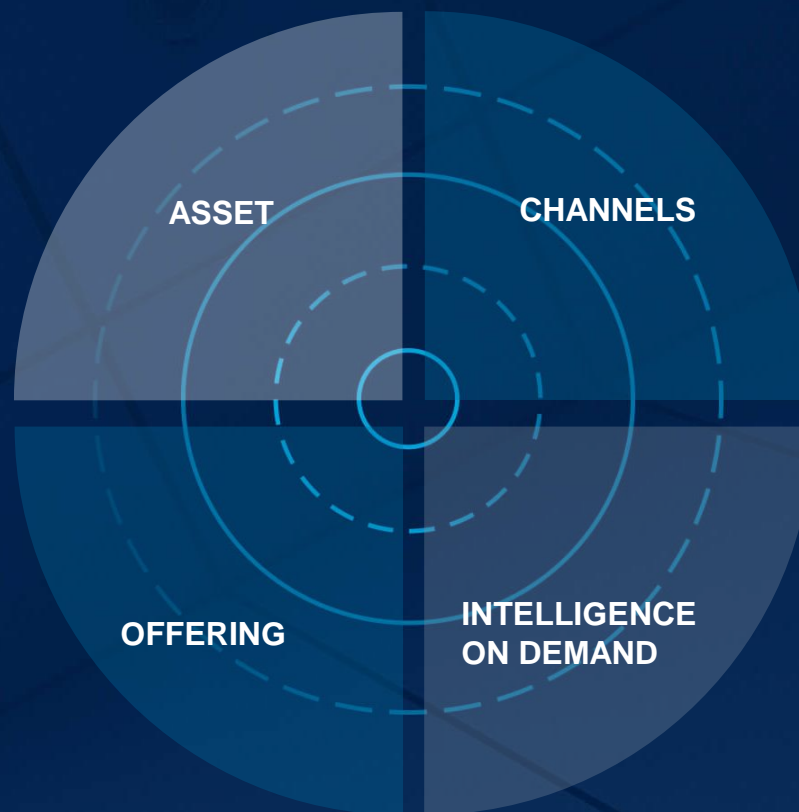 ASSET
CHANNELS
OFFERING
INTELLIGENCE
ON DEMAND